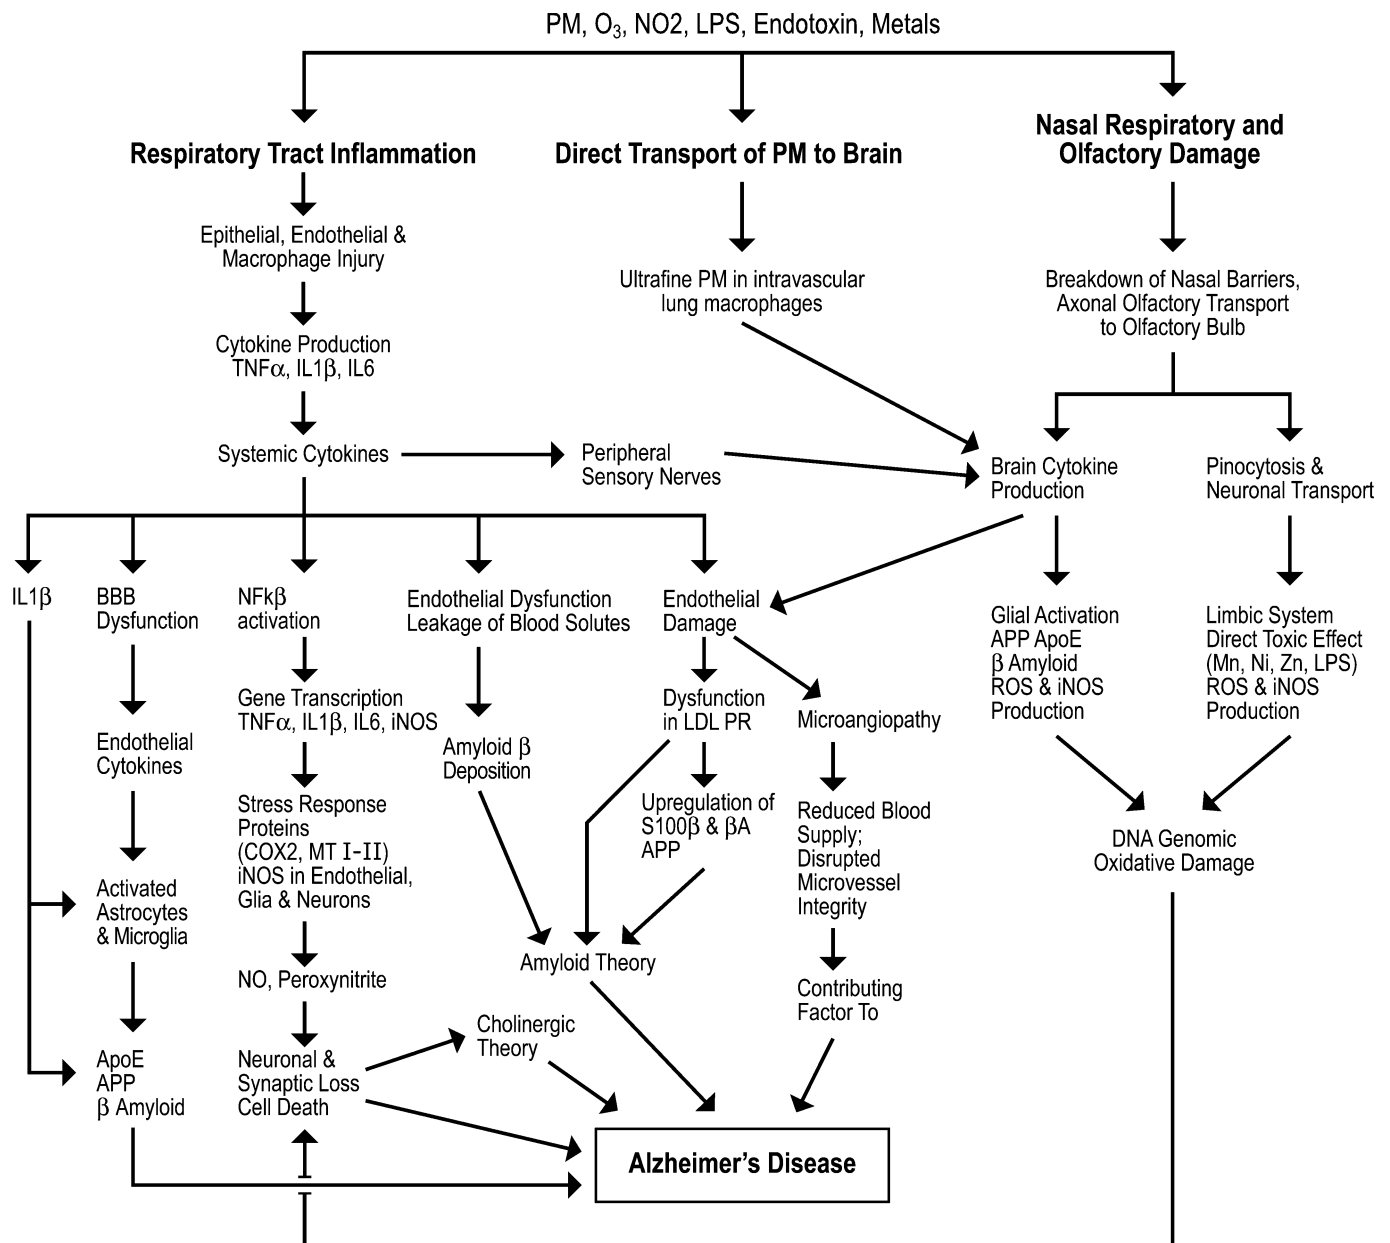 PM, O3, NO2, LPS, Endotoxin, Metals
Respiratory Tract Inflammation
Direct Transport of PM to Brain
Nasal Respiratory and
Olfactory Damage
Epithelial, Endothelial &
Macrophage Injury
Ultrafine PM in intravascular
lung macrophages
Breakdown of Nasal Barriers,
Axonal Olfactory Transport
to Olfactory Bulb
Cytokine Production
TNFα, IL1β, IL6
Systemic Cytokines
Peripheral
Sensory Nerves
Brain Cytokine
Production
Pinocytosis &
Neuronal Transport
IL1β
BBB
Dysfunction
NFkβ
activation
Endothelial Dysfunction
Leakage of Blood Solutes
Endothelial
Damage
Glial Activation
APP ApoE
β Amyloid
ROS & iNOS
Production
Limbic System
Direct Toxic Effect
(Mn, Ni, Zn, LPS)
ROS & iNOS
Production
Gene Transcription
TNFα, IL1β, IL6, iNOS
Dysfunction
in LDL PR
Microangiopathy
Endothelial
Cytokines
Amyloid β
Deposition
Stress Response
Proteins
(COX2, MT I-II)
iNOS in Endothelial,
Glia & Neurons
Upregulation of
S100β & βA
APP
Reduced Blood
Supply;
Disrupted
Microvessel
Integrity
DNA Genomic
Oxidative Damage
Activated
Astrocytes
& Microglia
NO, Peroxynitrite
Amyloid Theory
Contributing
Factor To
Cholinergic
Theory
ApoE
APP
β Amyloid
Neuronal &
Synaptic Loss
Cell Death
Alzheimer's Disease